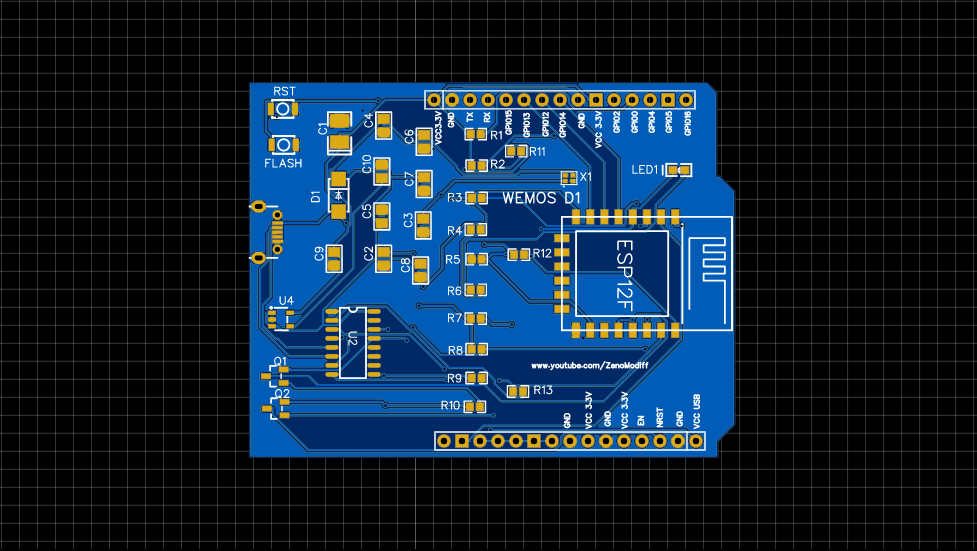 RST
FLASH
C1
C4
C6
C10
C7
D1
C5
C3
C9
C2
C8
U4
U2
Q1
Q2
VCC3-3V
GND
TX
RX
GPIO15
GPIO13
GPIO12
GPIO14
GND
VCC 3-3V
GPIO2
GPIO0
GPIO4
GPIO5
GPIO16
R1
R11
R2
X1
LED1
R3
WEMOS D1
R4
R5
R12
R6
R7
R8
R9
R13
R10
ESP12F
www.youtube.com/ZenoModiff
GND
VCC 3-3V
GND
VCC 3-3V
EN
NRST
GND
VCC USB